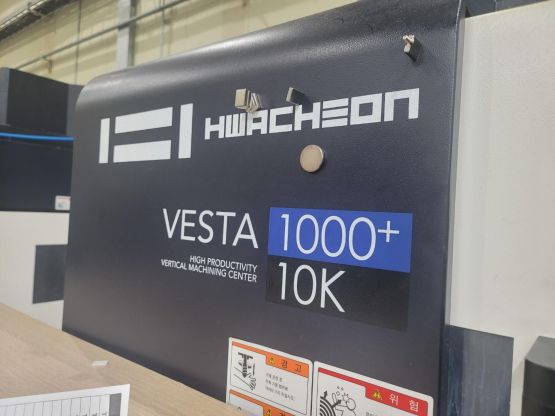 HWACHEON
VESTA 1000+
HIGH PRODUCTIVITY
VERTICAL MACHINING CENTER
10K
경고
위험